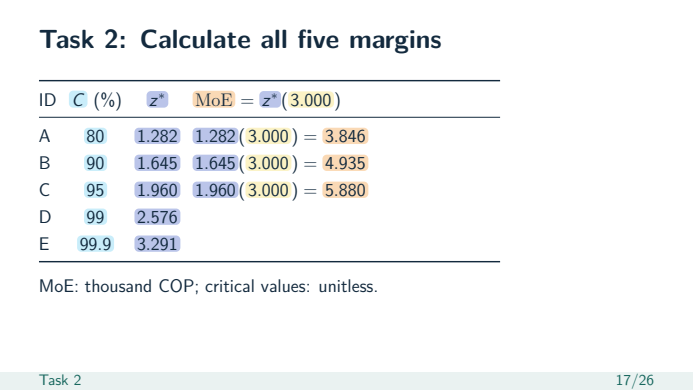 Task 2: Calculate all five margins
ID C (%) z* MoE = z*(3.000)
A 80 1.282 1.282(3.000) = 3.846
B 90 1.645 1.645(3.000) = 4.935
C 95 1.960 1.960(3.000) = 5.880
D 99 2.576
E 99.9 3.291
MoE: thousand COP; critical values: unitless.
Task 2 17/26